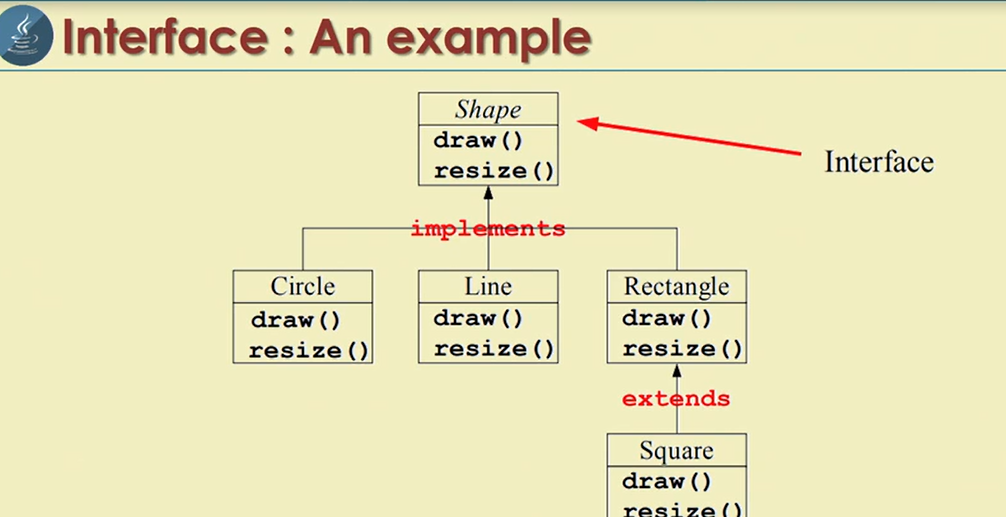 Interface : An example
Shape
draw()
resize()
Interface
implements
Circle
draw()
resize()
Line
draw()
resize()
Rectangle
draw()
resize()
extends
Square
draw()
resize()